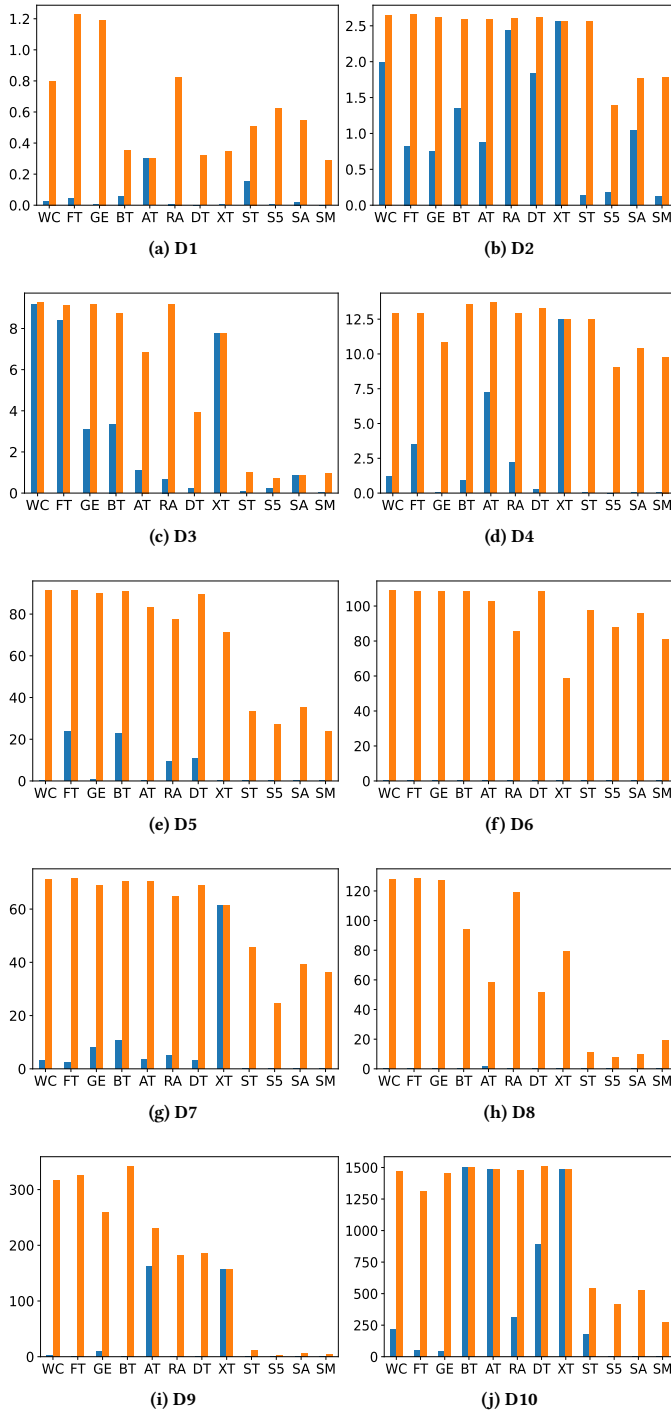 1.2
1.0
0.8
0.6
0.4
0.2
0.0
WC FT GE BT AT RA DT XT ST S5 SA SM
(a) D1
2.5
2.0
1.5
1.0
0.5
0.0
WC FT GE BT AT RA DT XT ST S5 SA SM
(b) D2
8
6
4
2
0
WC FT GE BT AT RA DT XT ST S5 SA SM
(c) D3
12.5
10.0
7.5
5.0
2.5
0.0
WC FT GE BT AT RA DT XT ST S5 SA SM
(d) D4
80
60
40
20
0
WC FT GE BT AT RA DT XT ST S5 SA SM
(e) D5
100
80
60
40
20
0
WC FT GE BT AT RA DT XT ST S5 SA SM
(f) D6
60
40
20
0
WC FT GE BT AT RA DT XT ST S5 SA SM
(g) D7
120
100
80
60
40
20
0
WC FT GE BT AT RA DT XT ST S5 SA SM
(h) D8
300
200
100
0
WC FT GE BT AT RA DT XT ST S5 SA SM
(i) D9
1500
1250
1000
750
500
250
0
WC FT GE BT AT RA DT XT ST S5 SA SM
(j) D10